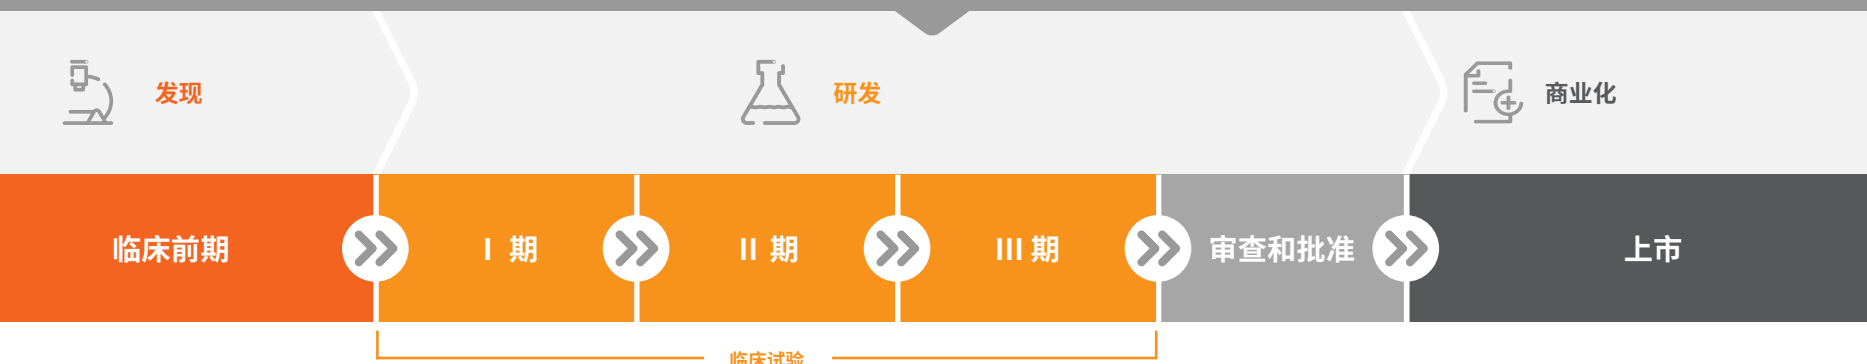 发现
研发
商业化
临床前期
I 期
II 期
III 期
审查和批准
上市
临床试验